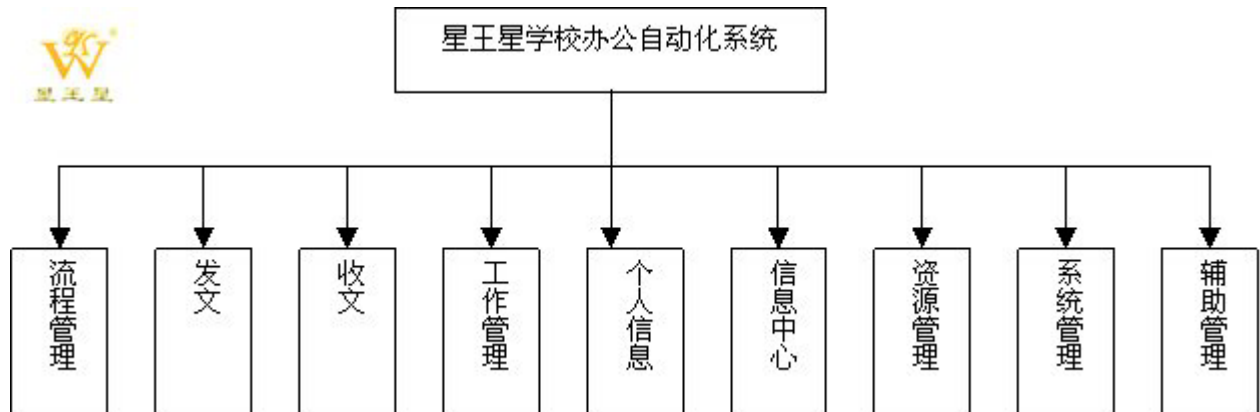 星王星学校办公自动化系统
星王星
流程管理
发文
收文
工作管理
个人信息
信息中心
资源管理
系统管理
辅助管理